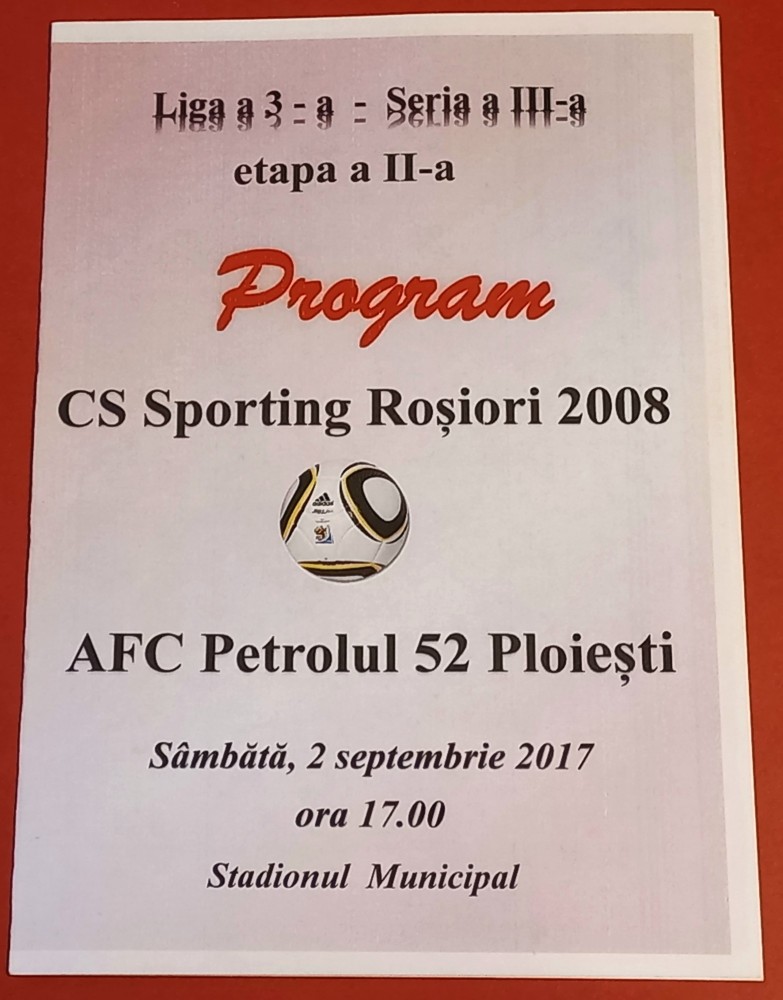 Liga a 3 - a - Seria a III-a
etapa a II-a
Program
CS Sporting Roșiori 2008
adidas
AFC Petrolul 52 Ploiești
Sâmbătă, 2 septembrie 2017
ora 17.00
Stadionul Municipal